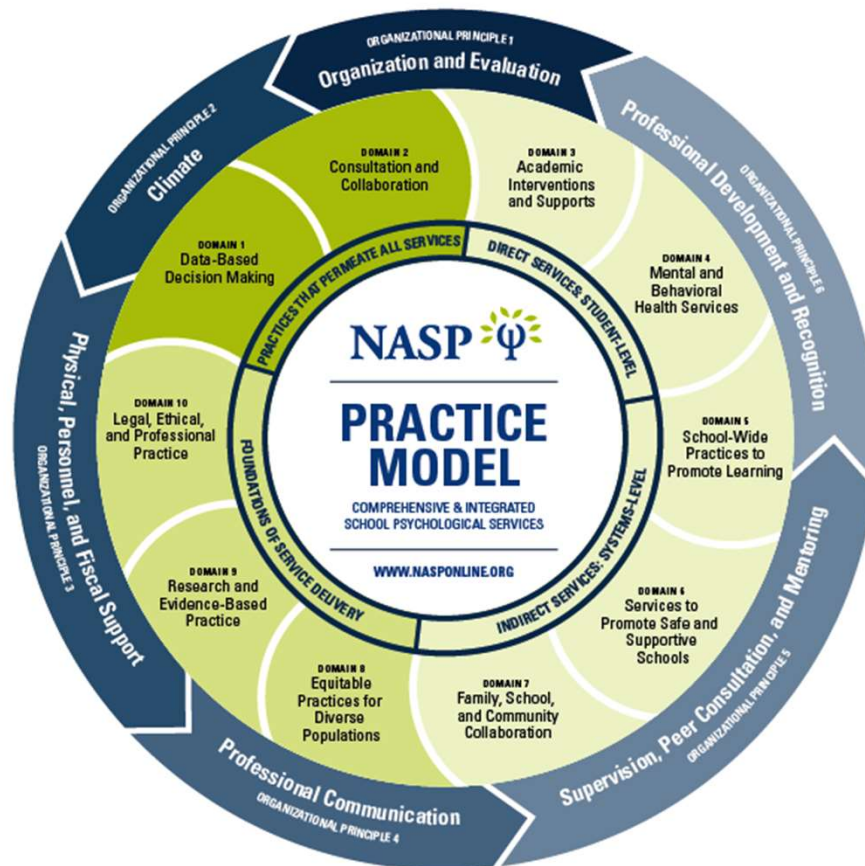 ORGANIZATIONAL PRINCIPLE 1
Organization and Evaluation
ORGANIZATIONAL PRINCIPLE 2
Climate
Physical, Personnel, and Fiscal Support
ORGANIZATIONAL PRINCIPLE 3
Professional Communication
ORGANIZATIONAL PRINCIPLE 4
Supervision, Peer Consultation, and Mentoring
ORGANIZATIONAL PRINCIPLE 5
ORGANIZATIONAL PRINCIPLE 6
Professional Development and Recognition
DOMAIN 1
Data-Based
Decision Making
DOMAIN 2
Consultation and
Collaboration
DOMAIN 3
Academic
Interventions
and Supports
DOMAIN 4
Mental and
Behavioral
Health Services
DOMAIN 5
School-Wide
Practices to
Promote Learning
DOMAIN 6
Services to
Promote Safe and
Supportive
Schools
DOMAIN 7
Family, School,
and Community
Collaboration
DOMAIN 8
Equitable
Practices for
Diverse
Populations
DOMAIN 9
Research and
Evidence-Based
Practice
DOMAIN 10
Legal, Ethical,
and Professional
Practice
PRACTICES THAT PERMEATE ALL SERVICES
DIRECT SERVICES: STUDENT-LEVEL
INDIRECT SERVICES: SYSTEMS-LEVEL
FOUNDATIONS OF SERVICE DELIVERY
NASP ψ
PRACTICE
MODEL
COMPREHENSIVE & INTEGRATED
SCHOOL PSYCHOLOGICAL SERVICES
WWW.NASPONLINE.ORG